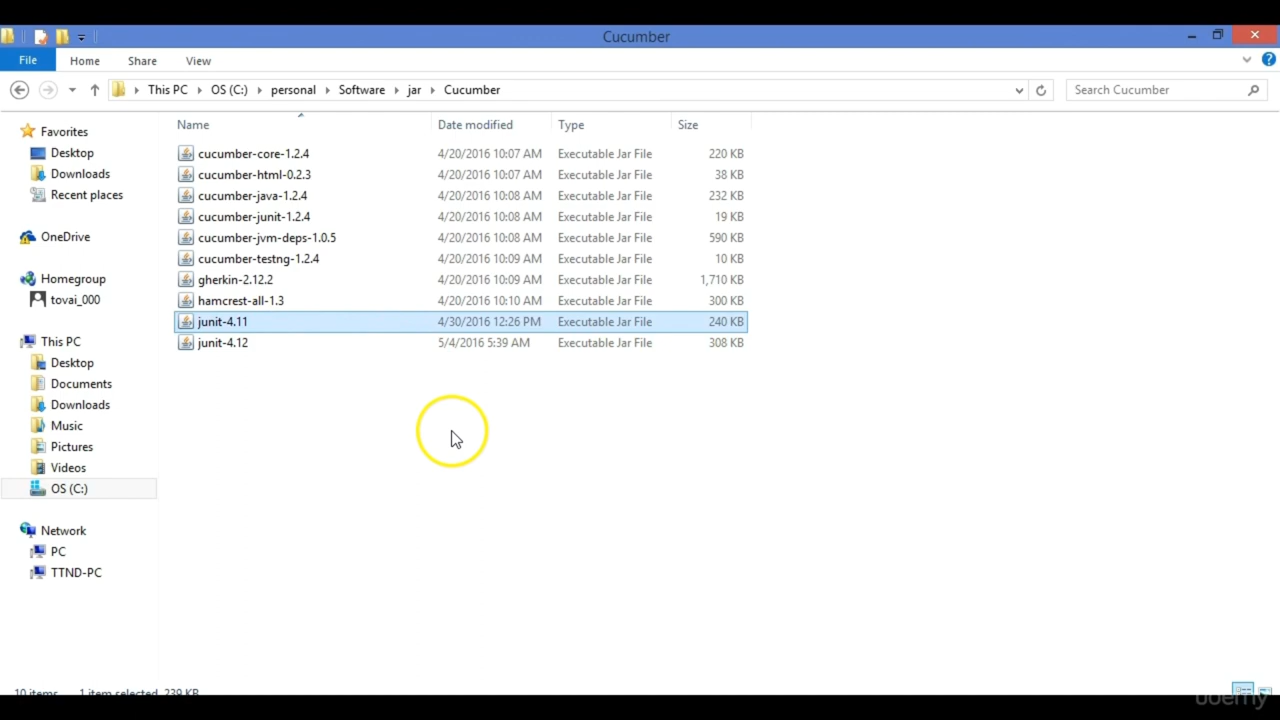 Cucumber
File Home Share View
This PC OS (C:) personal Software jar Cucumber
Search Cucumber
Name Date modified Type Size
Favorites
Desktop
Downloads
Recent places
OneDrive
Homegroup
tovai_000
This PC
Desktop
Documents
Downloads
Music
Pictures
Videos
OS (C:)
Network
PC
TTND-PC
cucumber-core-1.2.4 4/20/2016 10:07 AM Executable Jar File 220 KB
cucumber-html-0.2.3 4/20/2016 10:07 AM Executable Jar File 38 KB
cucumber-java-1.2.4 4/20/2016 10:08 AM Executable Jar File 232 KB
cucumber-junit-1.2.4 4/20/2016 10:08 AM Executable Jar File 19 KB
cucumber-jvm-deps-1.0.5 4/20/2016 10:08 AM Executable Jar File 590 KB
cucumber-testng-1.2.4 4/20/2016 10:09 AM Executable Jar File 10 KB
gherkin-2.12.2 4/20/2016 10:09 AM Executable Jar File 1,710 KB
hamcrest-all-1.3 4/20/2016 10:10 AM Executable Jar File 300 KB
junit-4.11 4/30/2016 12:26 PM Executable Jar File 240 KB
junit-4.12 5/4/2016 5:39 AM Executable Jar File 308 KB
10 items 1 item selected 239 KB
udemy